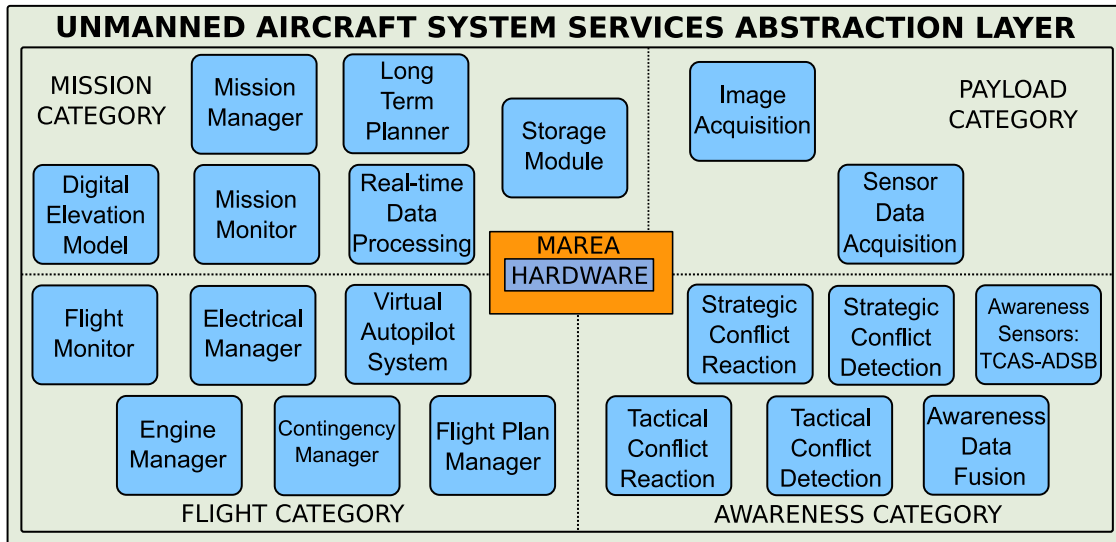 UNMANNED AIRCRAFT SYSTEM SERVICES ABSTRACTION LAYER
MISSION
CATEGORY
Mission
Manager
Long
Term
Planner
Storage
Module
Digital
Elevation
Model
Mission
Monitor
Real-time
Data
Processing
Image
Acquisition
PAYLOAD
CATEGORY
Sensor
Data
Acquisition
MAREA
HARDWARE
Flight
Monitor
Electrical
Manager
Virtual
Autopilot
System
Engine
Manager
Contingency
Manager
Flight Plan
Manager
FLIGHT CATEGORY
Strategic
Conflict
Reaction
Strategic
Conflict
Detection
Awareness
Sensors:
TCAS-ADSB
Tactical
Conflict
Reaction
Tactical
Conflict
Detection
Awareness
Data
Fusion
AWARENESS CATEGORY